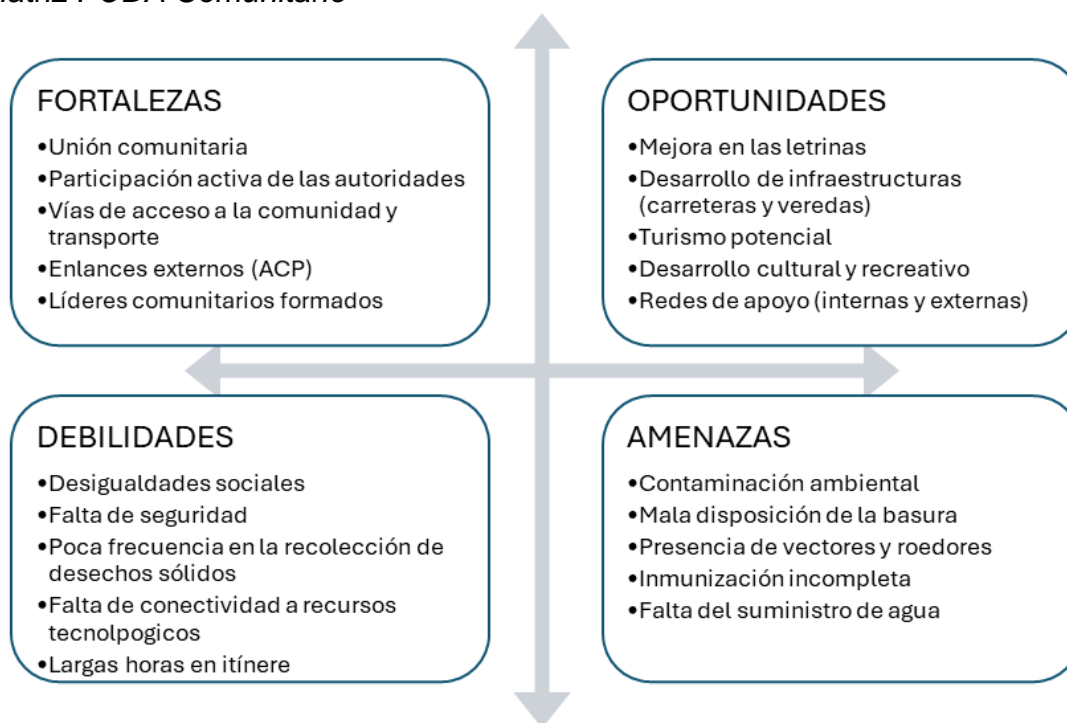 FODA Comunitario
FORTALEZAS
•Unión comunitaria
•Participación activa de las autoridades
•Vías de acceso a la comunidad y
transporte
•Enlances externos (ACP)
•Líderes comunitarios formados
OPORTUNIDADES
•Mejora en las letrinas
•Desarrollo de infraestructuras
(carreteras y veredas)
•Turismo potencial
•Desarrollo cultural y recreativo
•Redes de apoyo (internas y externas)
DEBILIDADES
•Desigualdades sociales
•Falta de seguridad
•Poca frecuencia en la recolección de
desechos sólidos
•Falta de conectividad a recursos
tecnolpogicos
•Largas horas en itínere
AMENAZAS
•Contaminación ambiental
•Mala disposición de la basura
•Presencia de vectores y roedores
•Inmunización incompleta
•Falta del suministro de agua